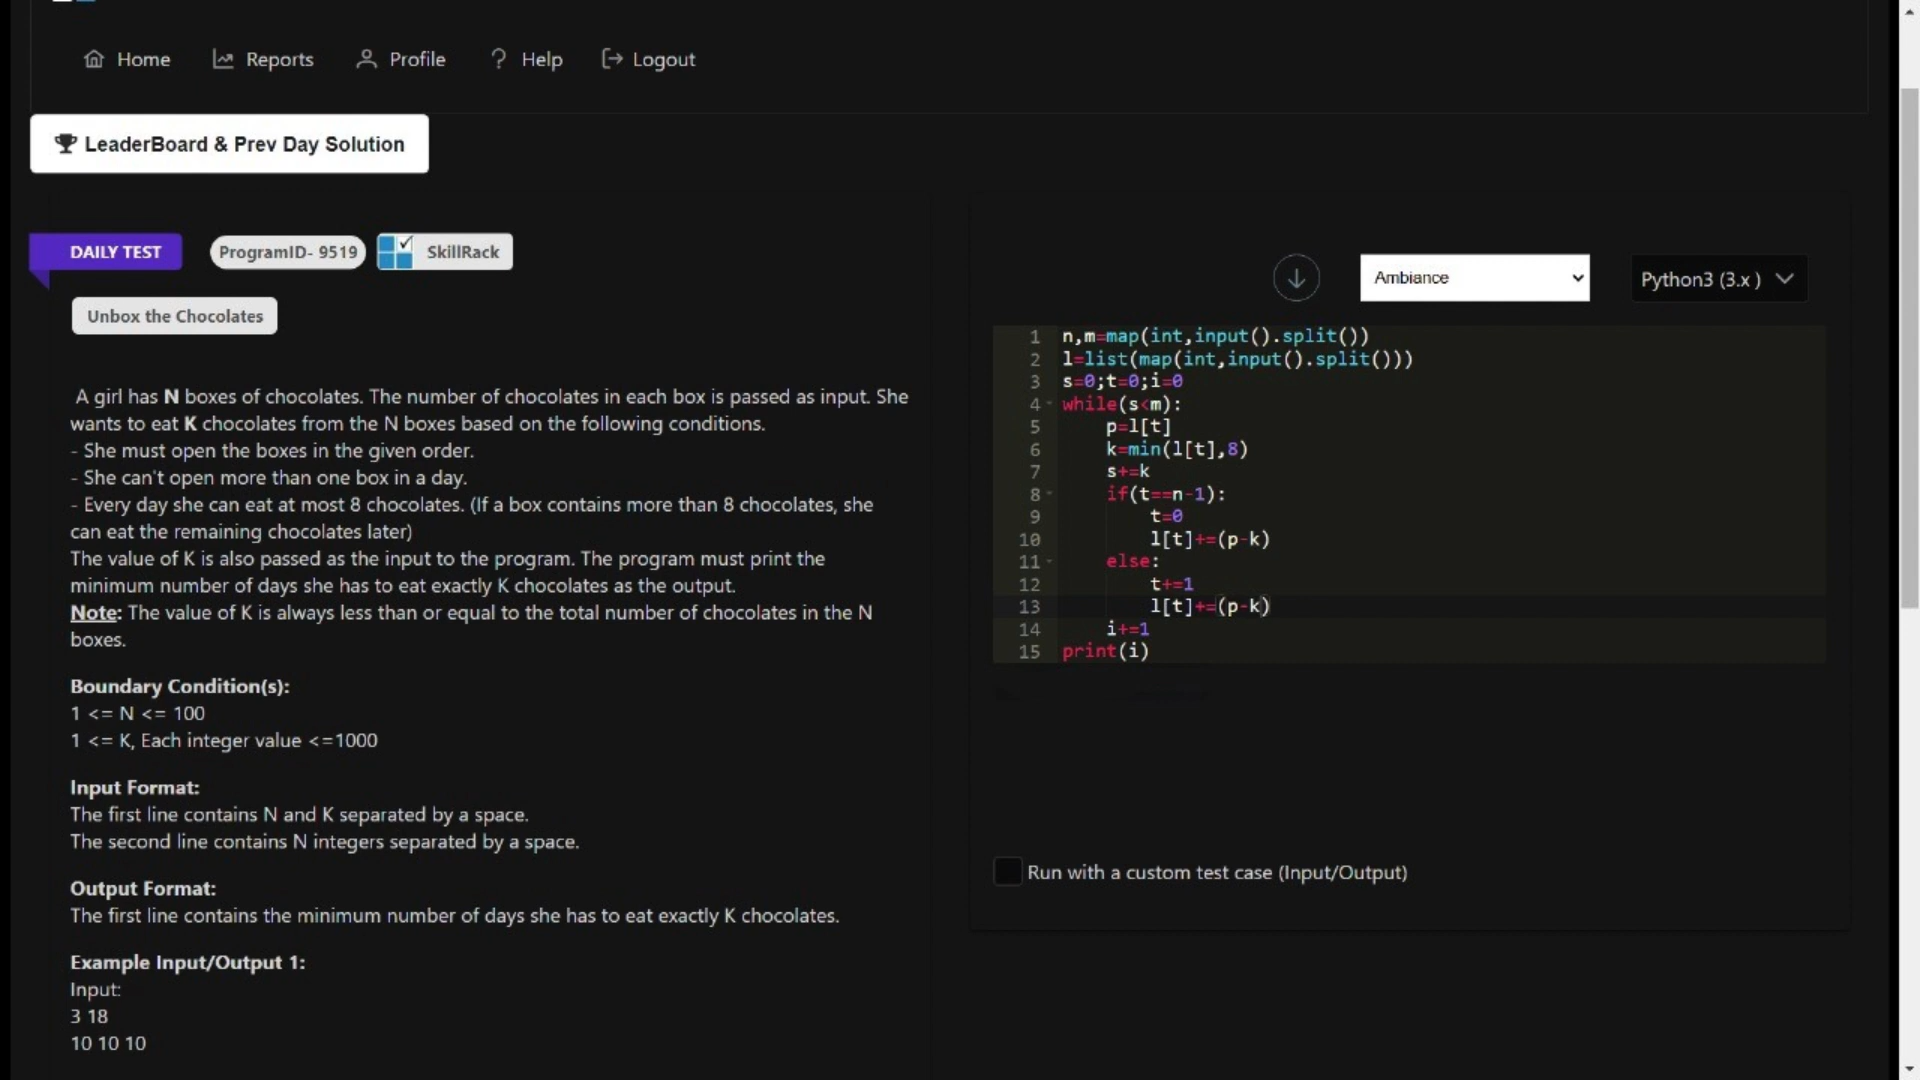 Home Reports Profile ? Help Logout
LeaderBoard & Prev Day Solution
DAILY TEST ProgramID- 9519 SkillRack
Unbox the Chocolates
A girl has N boxes of chocolates. The number of chocolates in each box is passed as input. She
wants to eat K chocolates from the N boxes based on the following conditions.
- She must open the boxes in the given order.
- She can't open more than one box in a day.
- Every day she can eat at most 8 chocolates. (If a box contains more than 8 chocolates, she
can eat the remaining chocolates later)
The value of K is also passed as the input to the program. The program must print the
minimum number of days she has to eat exactly K chocolates as the output.
Note: The value of K is always less than or equal to the total number of chocolates in the N
boxes.
Boundary Condition(s):
1 <= N <= 100
1 <= K, Each integer value <=1000
Input Format:
The first line contains N and K separated by a space.
The second line contains N integers separated by a space.
Output Format:
The first line contains the minimum number of days she has to eat exactly K chocolates.
Example Input/Output 1:
Input:
3 18
10 10 10
Ambiance Python3 (3.x )
1 n,m=map(int,input().split())
2 l=list(map(int,input().split()))
3 s=0;t=0;i=0
4 while(s<m):
5 p=l[t]
6 k=min(l[t],8)
7 s+=k
8 if(t==n-1):
9 t=0
10 l[t]+=(p-k)
11 else:
12 t+=1
13 l[t]+=(p-k)
14 i+=1
15 print(i)
Run with a custom test case (Input/Output)